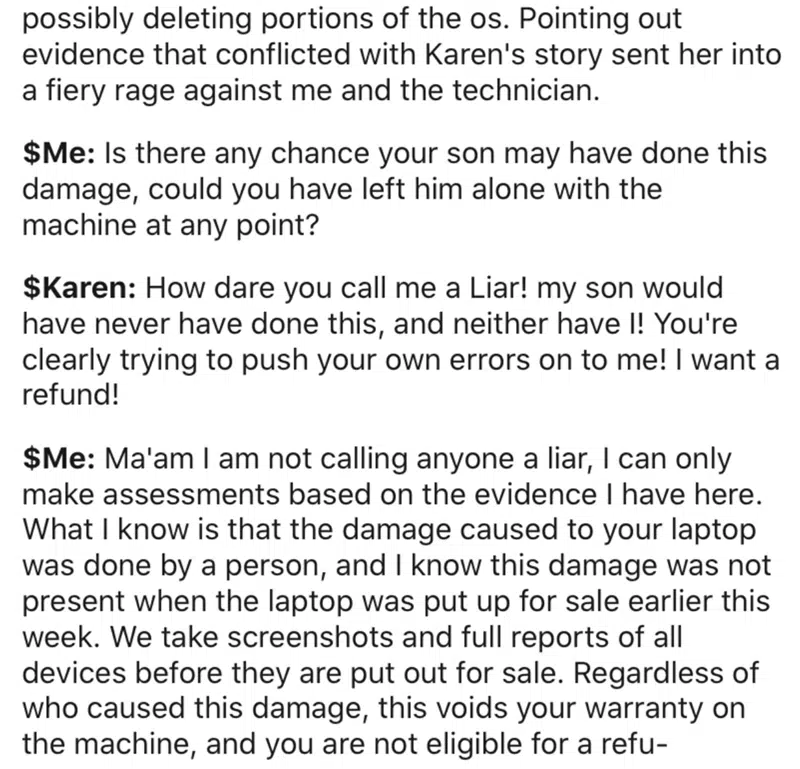 possibly deleting portions of the os. Pointing out
evidence that conflicted with Karen's story sent her into
a fiery rage against me and the technician.
$Me: Is there any chance your son may have done this
damage, could you have left him alone with the
machine at any point?
$Karen: How dare you call me a Liar! my son would
have never have done this, and neither have I! You're
clearly trying to push your own errors on to me! I want a
refund!
$Me: Ma'am I am not calling anyone a liar, I can only
make assessments based on the evidence I have here.
What I know is that the damage caused to your laptop
was done by a person, and I know this damage was not
present when the laptop was put up for sale earlier this
week. We take screenshots and full reports of all
devices before they are put out for sale. Regardless of
who caused this damage, this voids your warranty on
the machine, and you are not eligible for a refu-